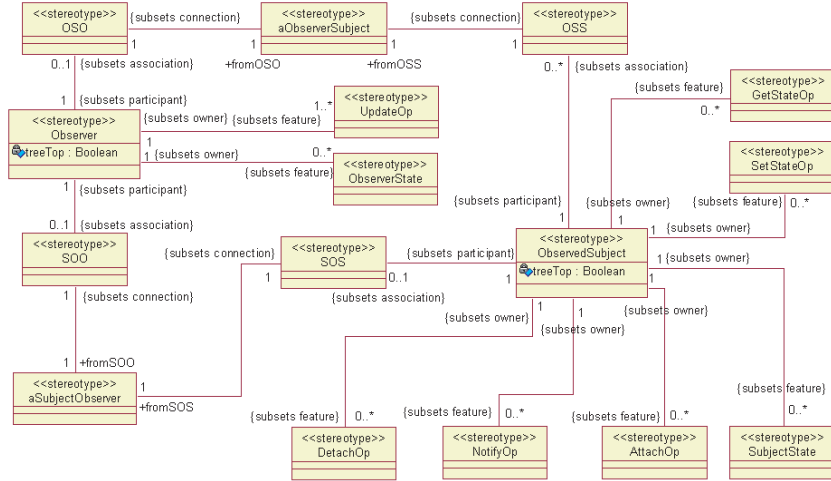 <<stereotype>>
OSO
{subsets connection}
1
+fromOSO
1
<<stereotype>>
aObserverSubject
{subsets connection}
1
+fromOSS
1
<<stereotype>>
OSS
0..1
{subsets association}
1
{subsets participant}
0..*
{subsets association}
<<stereotype>>
Observer
treeTop : Boolean
{subsets owner}
1
{subsets feature}
1..*
<<stereotype>>
UpdateOp
1
{subsets owner}
{subsets feature}
0..*
<<stereotype>>
ObserverState
{subsets feature}
0..*
<<stereotype>>
GetStateOp
<<stereotype>>
SetStateOp
{subsets feature}
0..*
1
{subsets participant}
0..1
{subsets association}
<<stereotype>>
SOO
{subsets connection}
1
<<stereotype>>
SOS
{subsets participant}
1
0..1
{subsets association}
{subsets participant}
1
{subsets owner}
1
<<stereotype>>
ObservedSubject
treeTop : Boolean
{subsets owner}
1
1
{subsets owner}
1
{subsets connection}
1
+fromSOO
<<stereotype>>
aSubjectObserver
1
+fromSOS
1
{subsets owner}
1
{subsets owner}
1
{subsets owner}
{subsets feature}
0..*
<<stereotype>>
DetachOp
{subsets feature}
0..*
<<stereotype>>
NotifyOp
{subsets feature}
0..*
<<stereotype>>
AttachOp
{subsets feature}
0..*
<<stereotype>>
SubjectState